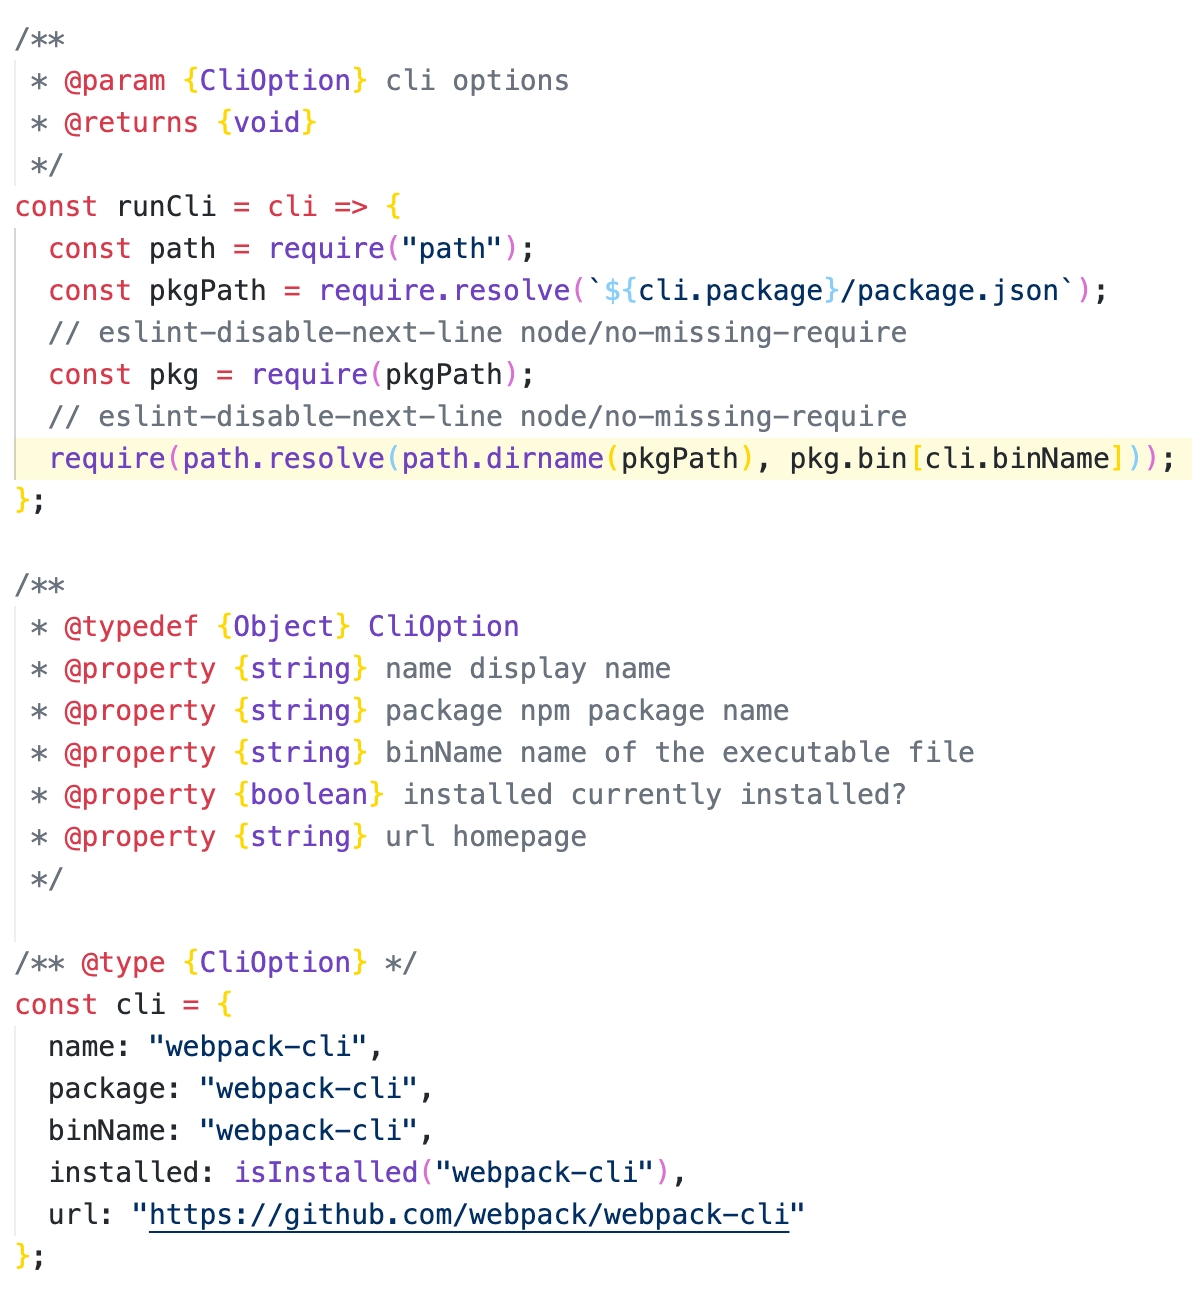 /**
 * @param {CliOption} cli options
 * @returns {void}
 */
const runCli = cli => {
  const path = require("path");
  const pkgPath = require.resolve(`${cli.package}/package.json`);
  // eslint-disable-next-line node/no-missing-require
  const pkg = require(pkgPath);
  // eslint-disable-next-line node/no-missing-require
  require(path.resolve(path.dirname(pkgPath), pkg.bin[cli.binName]));
};

/**
 * @typedef {Object} CliOption
 * @property {string} name display name
 * @property {string} package npm package name
 * @property {string} binName name of the executable file
 * @property {boolean} installed currently installed?
 * @property {string} url homepage
 */

/** @type {CliOption} */
const cli = {
  name: "webpack-cli",
  package: "webpack-cli",
  binName: "webpack-cli",
  installed: isInstalled("webpack-cli"),
  url: "https://github.com/webpack/webpack-cli"
};